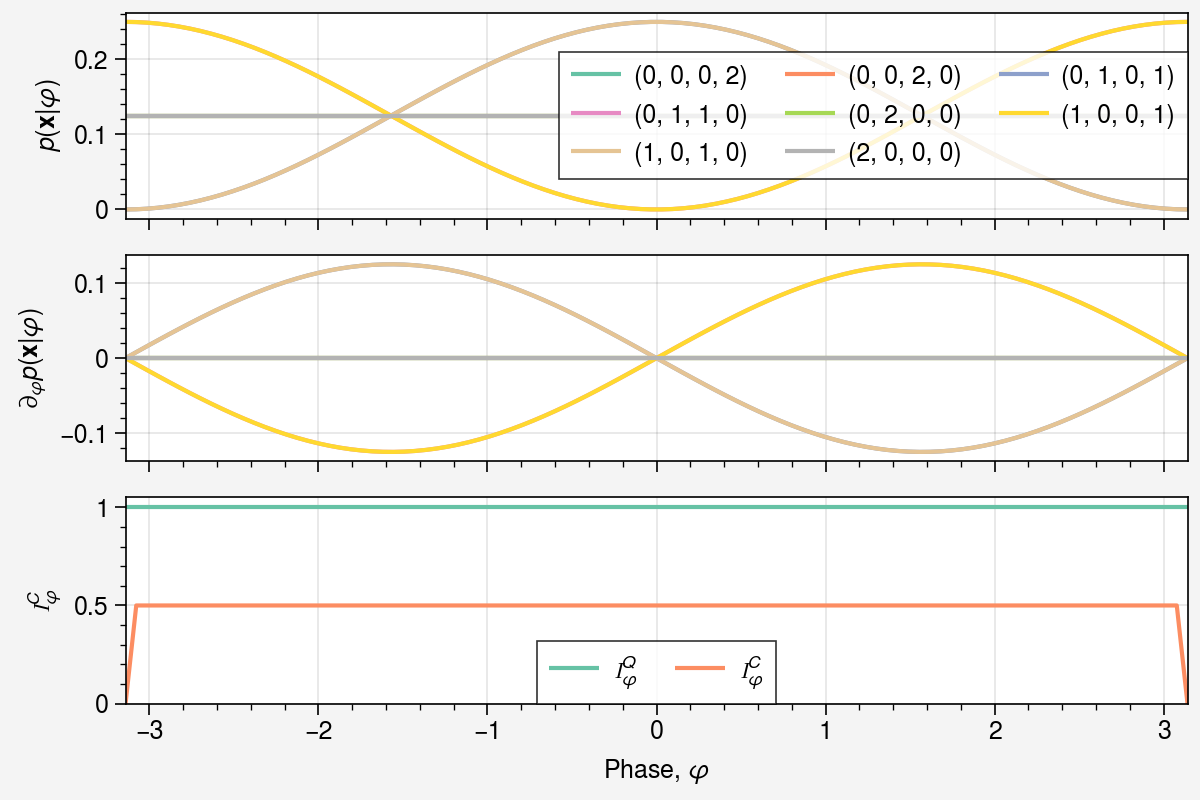 p(x|φ)
0.2
0.1
0
(0, 0, 0, 2) (0, 0, 2, 0) (0, 1, 0, 1)
(0, 1, 1, 0) (0, 2, 0, 0) (1, 0, 0, 1)
(1, 0, 1, 0) (2, 0, 0, 0)
∂φp(x|φ)
0.1
0
−0.1
I^C_φ
1
0.5
0
I^Q_φ I^C_φ
−3 −2 −1 0 1 2 3
Phase, φ